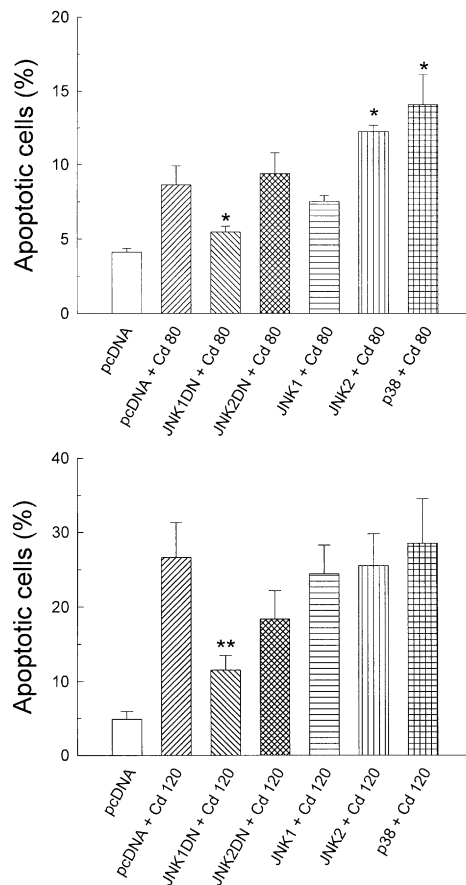 Apoptotic cells (%)
20
15
10
5
0
*
*
*
pcDNA
pcDNA + Cd 80
JNK1DN + Cd 80
JNK2DN + Cd 80
JNK1 + Cd 80
JNK2 + Cd 80
p38 + Cd 80
Apoptotic cells (%)
40
30
20
10
0
**
pcDNA
pcDNA + Cd 120
JNK1DN + Cd 120
JNK2DN + Cd 120
JNK1 + Cd 120
JNK2 + Cd 120
p38 + Cd 120